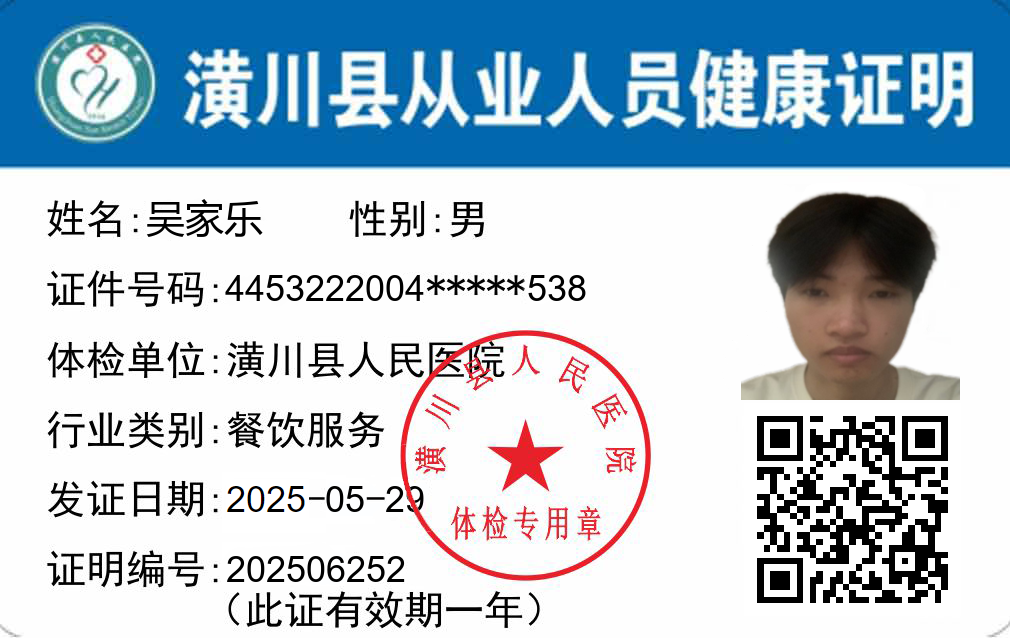 潢川县从业人员健康证明
姓名:吴家乐 性别:男
证件号码:4453222004*****538
体检单位:潢川县人民医院
行业类别:餐饮服务
发证日期:2025-05-29
证明编号:202506252
(此证有效期一年)
潢川县人民医院
体检专用章